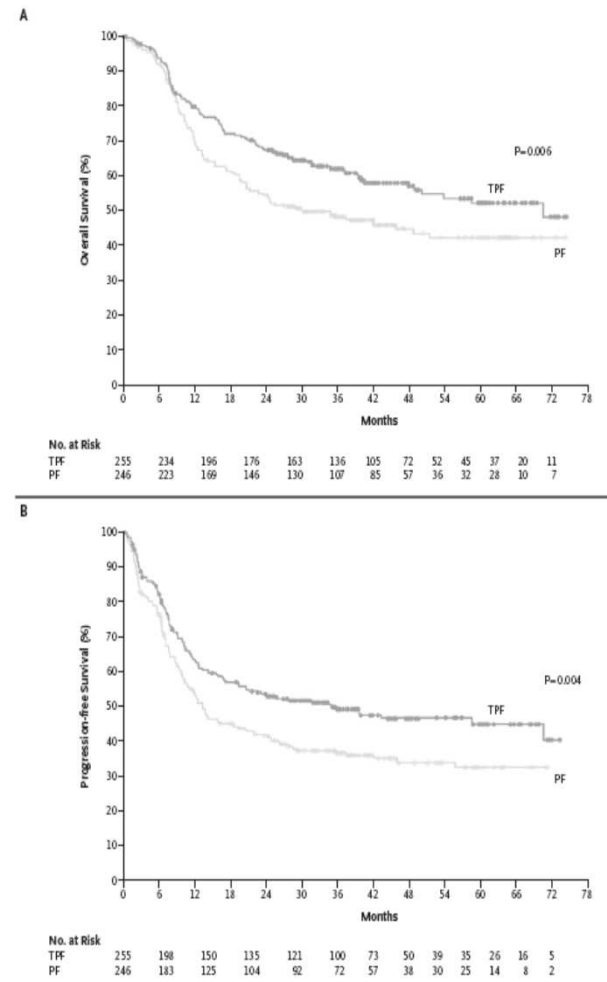 A
100
90
80
70
60
50
40
30
20
10
0
Overall Survival (%)
P=0.006
TPF
PF
0 6 12 18 24 30 36 42 48 54 60 66 72 78
Months
No. at Risk
TPF 255 234 196 176 163 136 105 72 52 45 37 20 11
PF 246 223 169 146 130 107 85 57 36 32 28 10 7
B
100
90
80
70
60
50
40
30
20
10
0
Progression-free Survival (%)
P=0.004
TPF
PF
0 6 12 18 24 30 36 42 48 54 60 66 72 78
Months
No. at Risk
TPF 255 198 150 135 121 100 73 50 39 35 26 16 5
PF 246 183 125 104 92 72 57 38 30 25 14 8 2